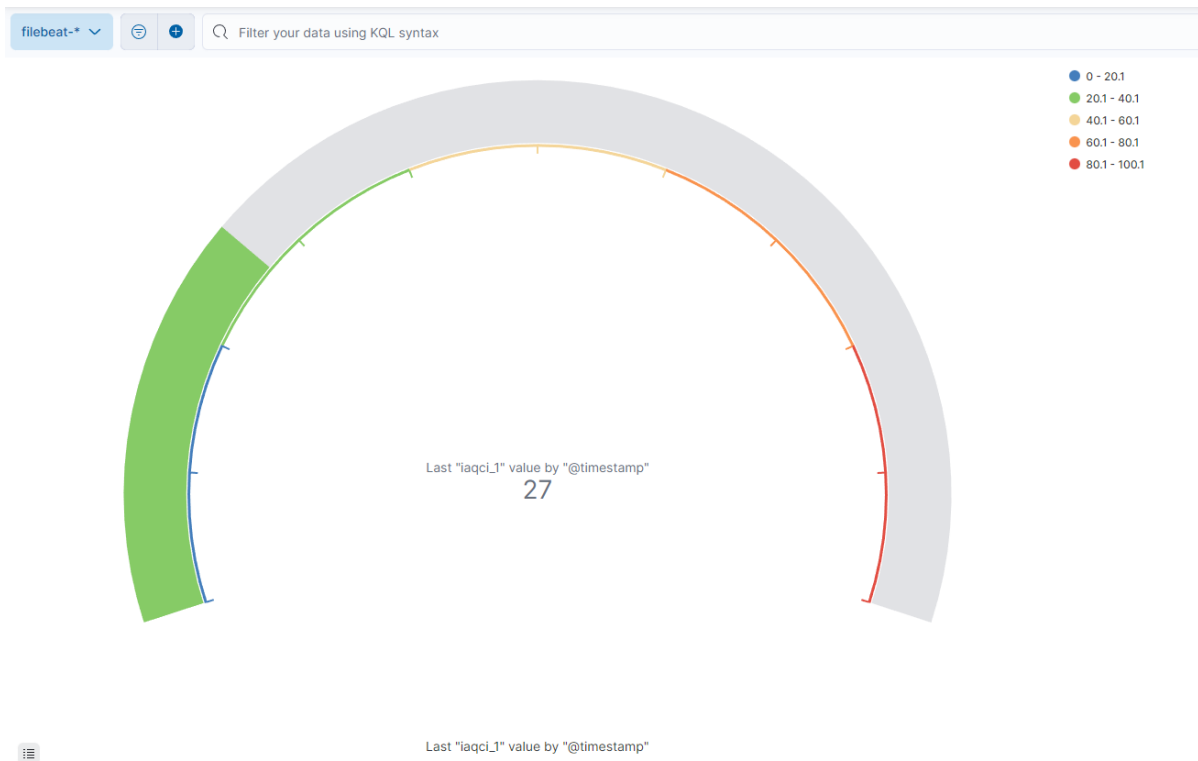 filebeat-*
Filter your data using KQL syntax
0 - 20.1
20.1 - 40.1
40.1 - 60.1
60.1 - 80.1
80.1 - 100.1
Last "iaqci_1" value by "@timestamp"
27
Last "iaqci_1" value by "@timestamp"